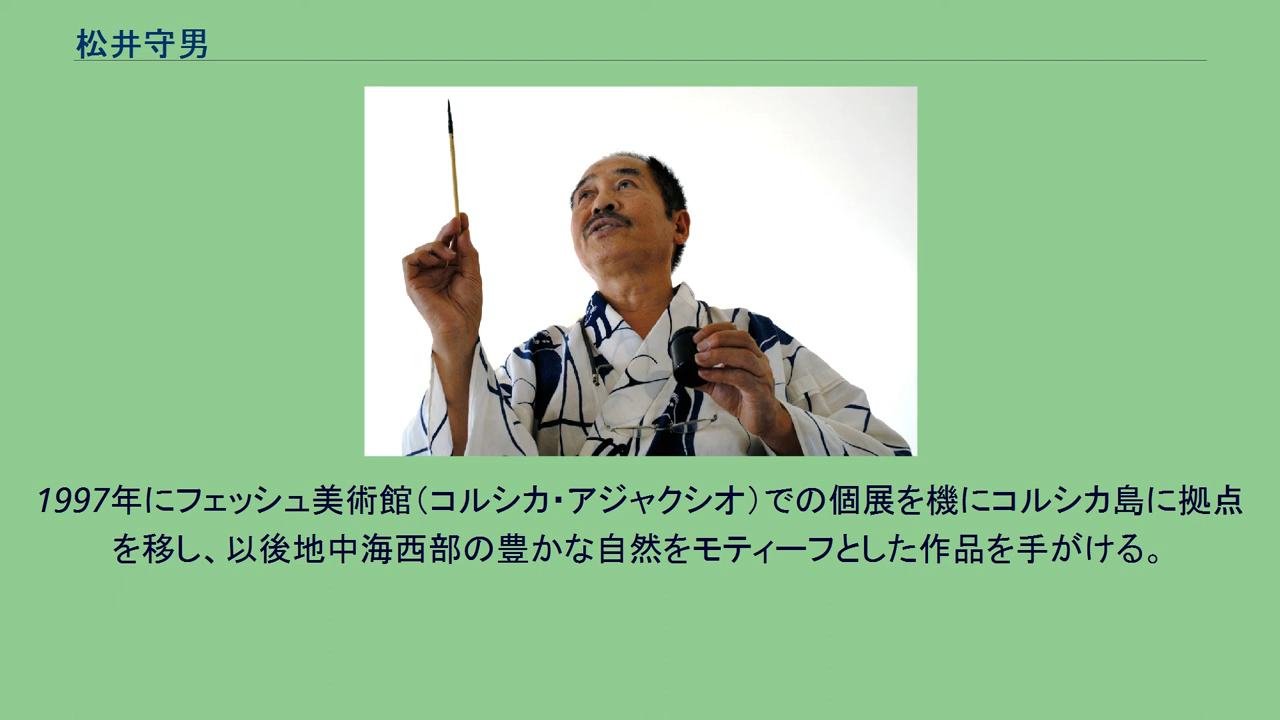 松井守男
1997年にフェッシュ美術館（コルシカ・アジャクシオ）での個展を機にコルシカ島に拠点
を移し、以後地中海西部の豊かな自然をモティーフとした作品を手がける。